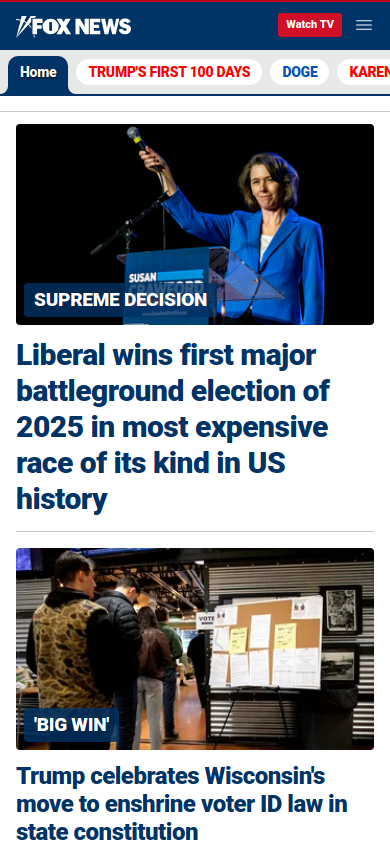 FOX NEWS
Watch TV
Home
TRUMP'S FIRST 100 DAYS
DOGE
KAREN
SUSAN
CRAWFORD
SUPREME DECISION
Liberal wins first major
battleground election of
2025 in most expensive
race of its kind in US
history
VOTE
'BIG WIN'
Trump celebrates Wisconsin's
move to enshrine voter ID law in
state constitution